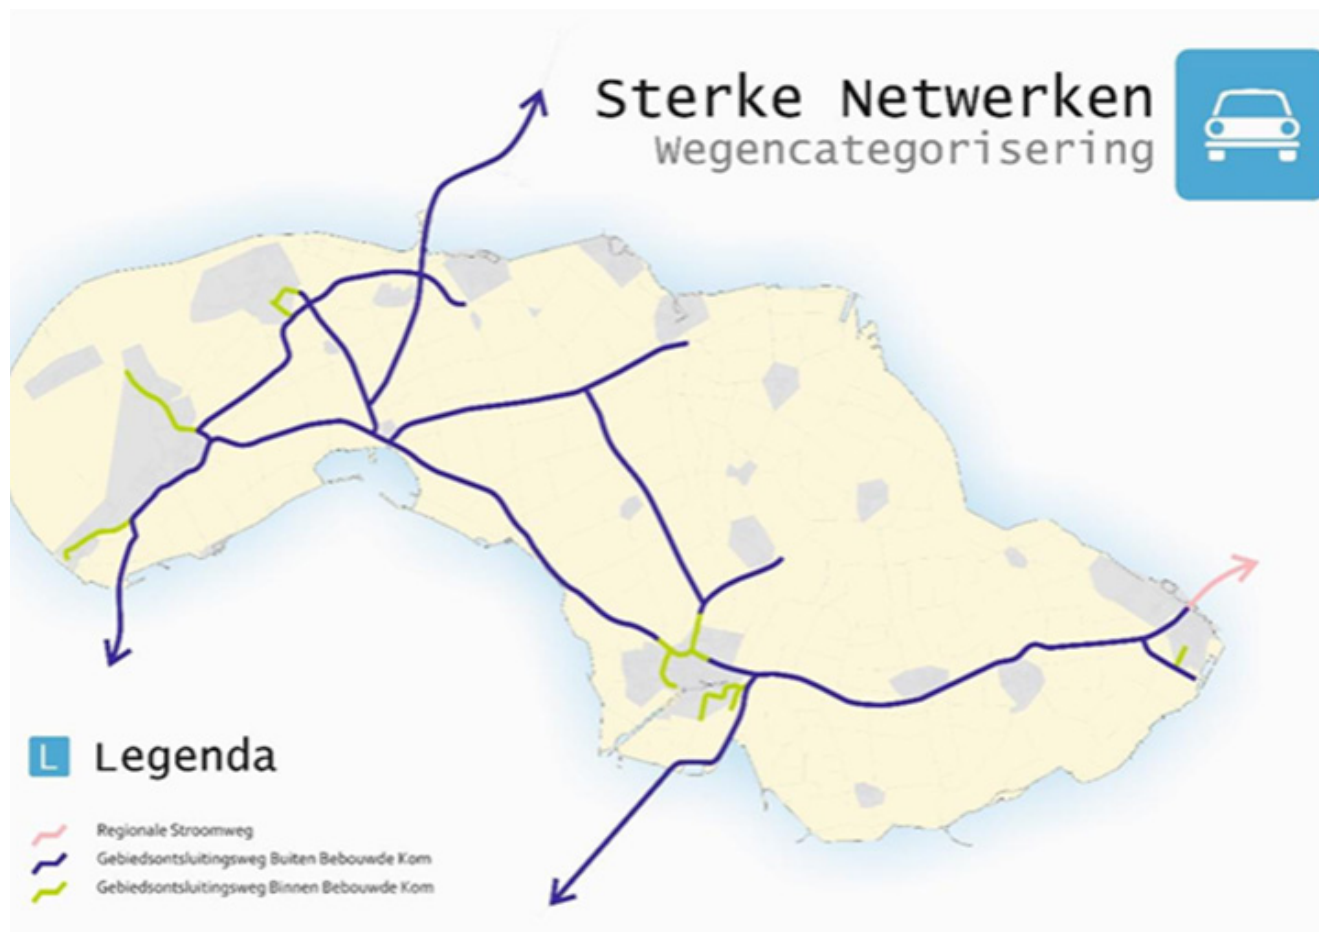 Sterke Netwerken
Wegencategorisering
L Legenda
Regionale Stroomweg
Gebiedsontsluitingsweg Buiten Bebouwde Kom
Gebiedsontsluitingsweg Binnen Bebouwde Kom